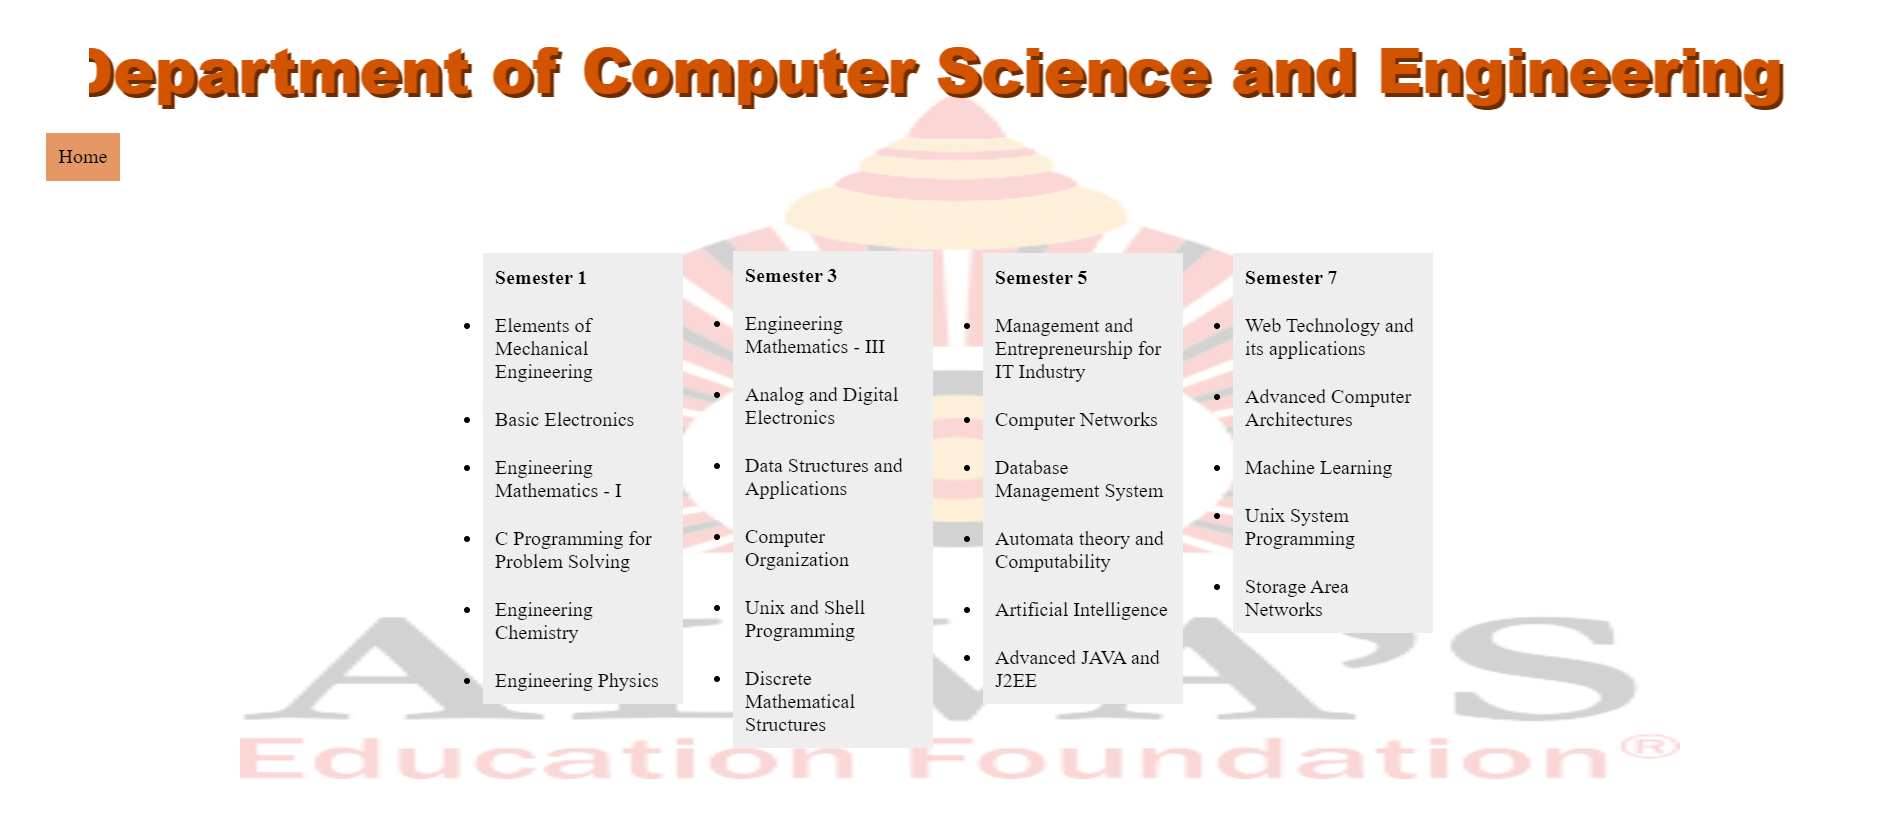 Department of Computer Science and Engineering
Home
Semester 1
Elements of
Mechanical
Engineering
Basic Electronics
Engineering
Mathematics - I
C Programming for
Problem Solving
Engineering
Chemistry
Engineering Physics
Semester 3
Engineering
Mathematics - III
Analog and Digital
Electronics
Data Structures and
Applications
Computer
Organization
Unix and Shell
Programming
Discrete
Mathematical
Structures
Semester 5
Management and
Entrepreneurship for
IT Industry
Computer Networks
Database
Management System
Automata theory and
Computability
Artificial Intelligence
Advanced JAVA and
J2EE
Semester 7
Web Technology and
its applications
Advanced Computer
Architectures
Machine Learning
Unix System
Programming
Storage Area
Networks
ALVA'S
Education Foundation®